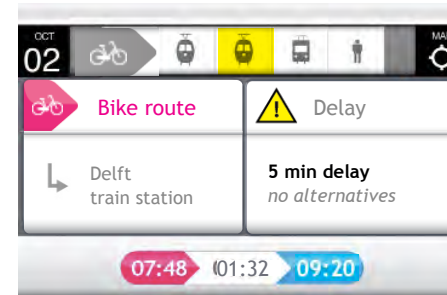 OCT
02
MA
Bike route
Delay
Delft
train station
5 min delay
no alternatives
07:48
01:32
09:20